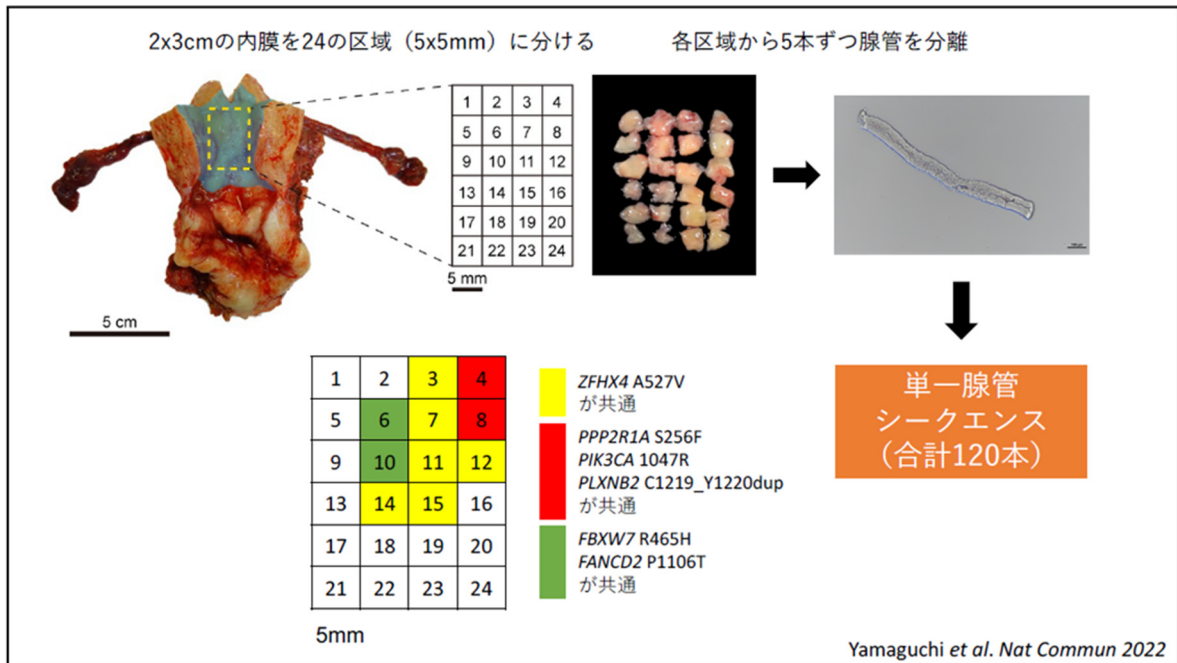 2x3cmの内膜を24の区域（5x5mm）に分ける
各区域から5本ずつ腺管を分離
1 2 3 4
5 6 7 8
9 10 11 12
13 14 15 16
17 18 19 20
21 22 23 24
5 mm
5 cm
単一腺管
シークエンス
（合計120本）
1 2 3 4
5 6 7 8
9 10 11 12
13 14 15 16
17 18 19 20
21 22 23 24
5mm
ZFHX4 A527V
が共通
PPP2R1A S256F
PIK3CA 1047R
PLXNB2 C1219_Y1220dup
が共通
FBXW7 R465H
FANCD2 P1106T
が共通
Yamaguchi et al. Nat Commun 2022